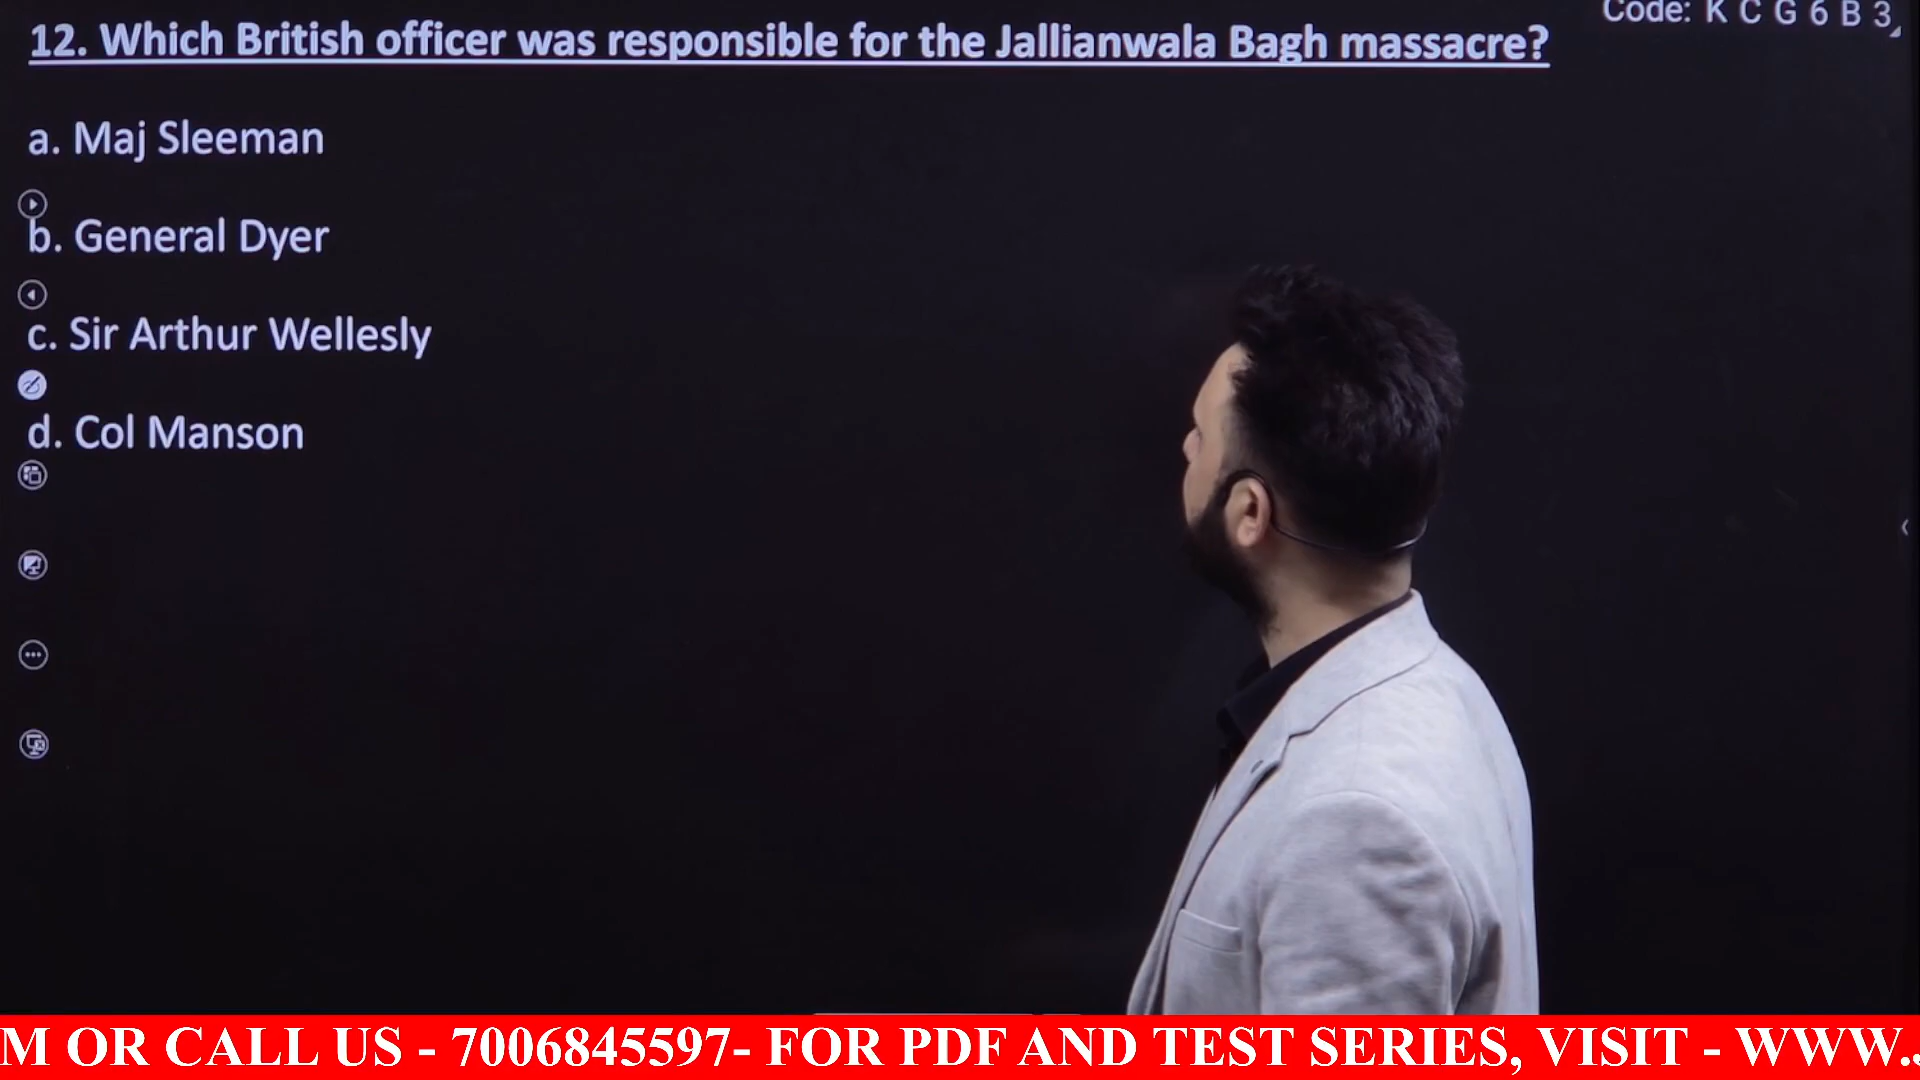 Code: K C G 6 B 3
12. Which British officer was responsible for the Jallianwala Bagh massacre?
a. Maj Sleeman
b. General Dyer
c. Sir Arthur Wellesly
d. Col Manson
M OR CALL US - 7006845597- FOR PDF AND TEST SERIES, VISIT - WWW.